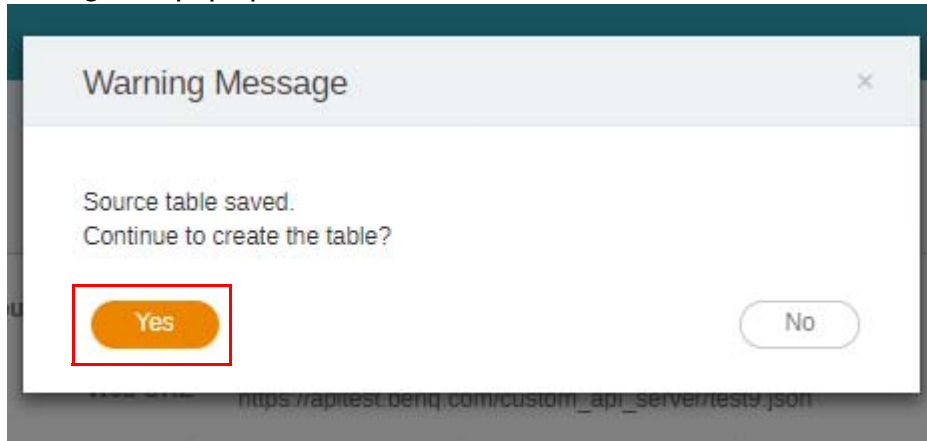 Warning Message
×
Source table saved.
Continue to create the table?
Yes
No
https://apitest.benq.com/custom_api_server/test9.json